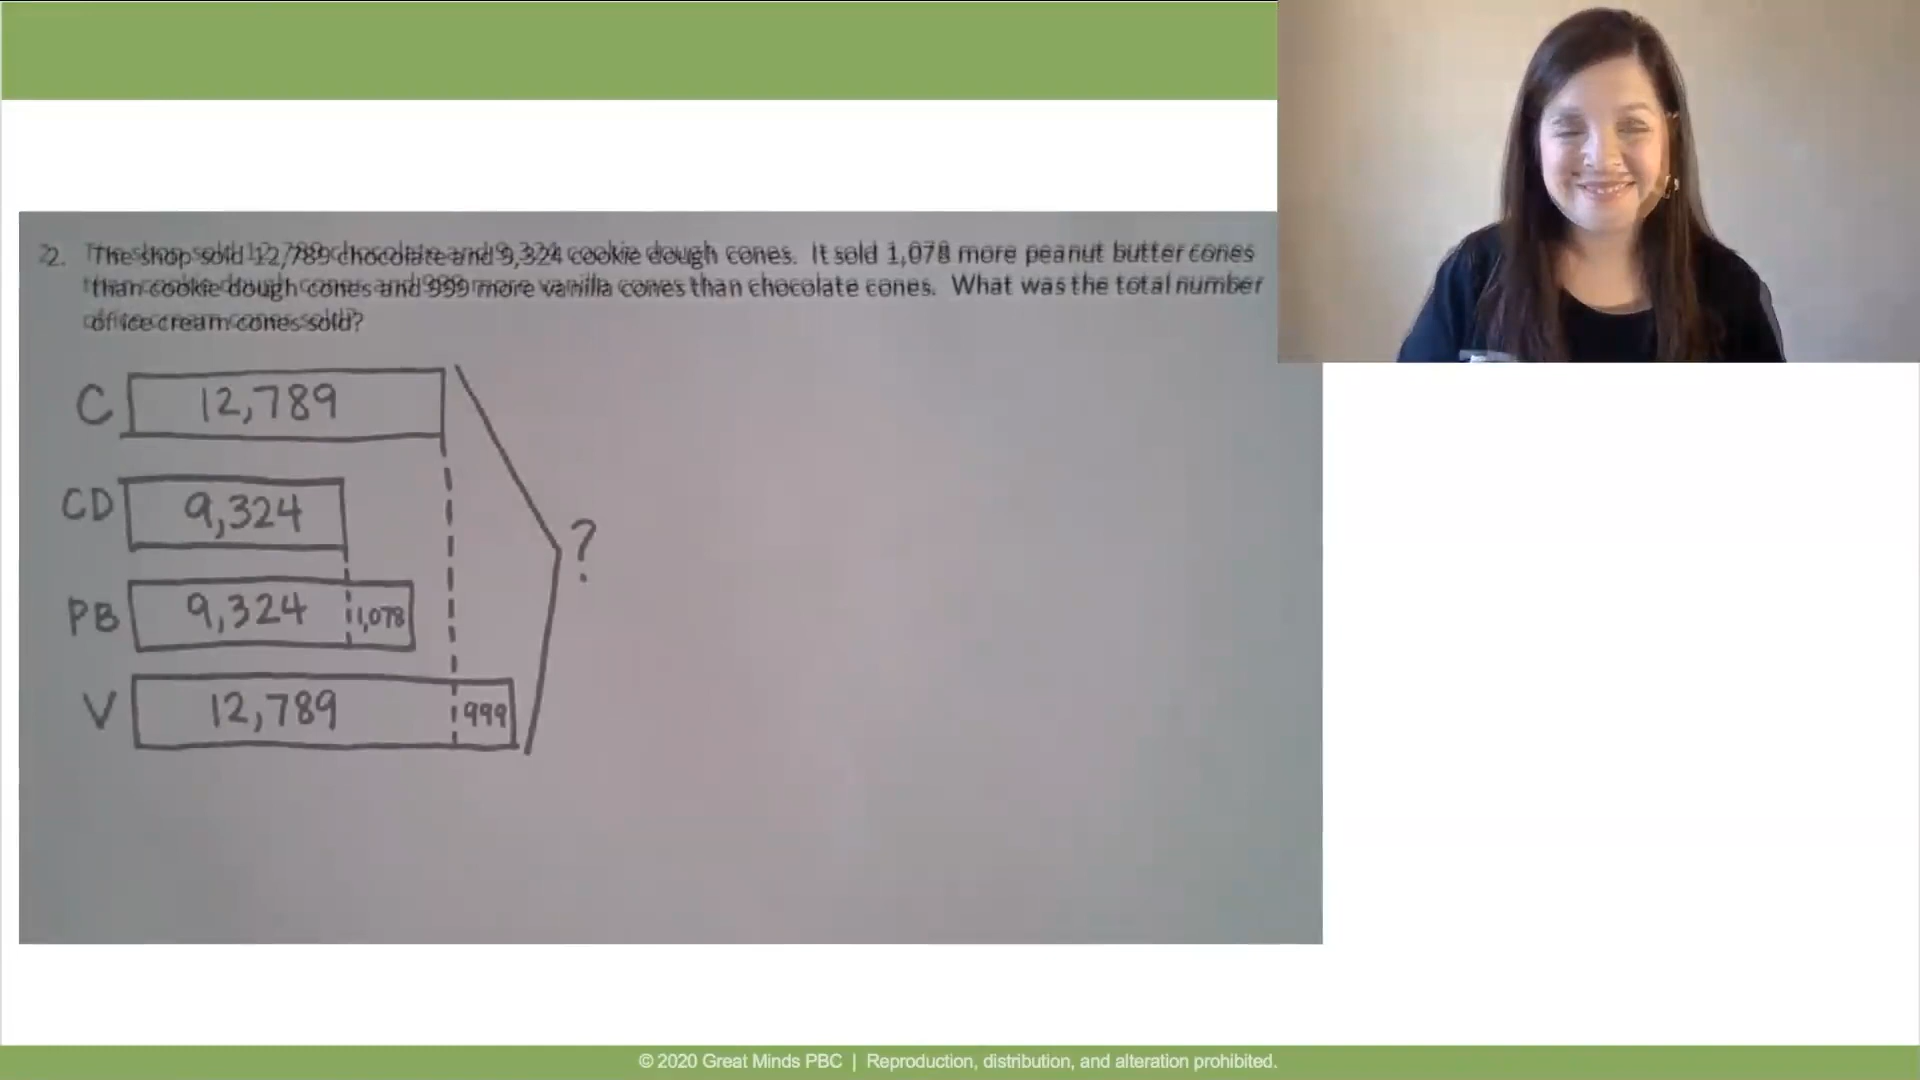 2. The shop sold 12,789 chocolate and 9,324 cookie dough cones. It sold 1,078 more peanut butter cones
than cookie dough cones and 999 more vanilla cones than chocolate cones. What was the total number
of ice cream cones sold?
C 12,789
CD 9,324
?
PB 9,324 1,078
V 12,789 999
© 2020 Great Minds PBC | Reproduction, distribution, and alteration prohibited.